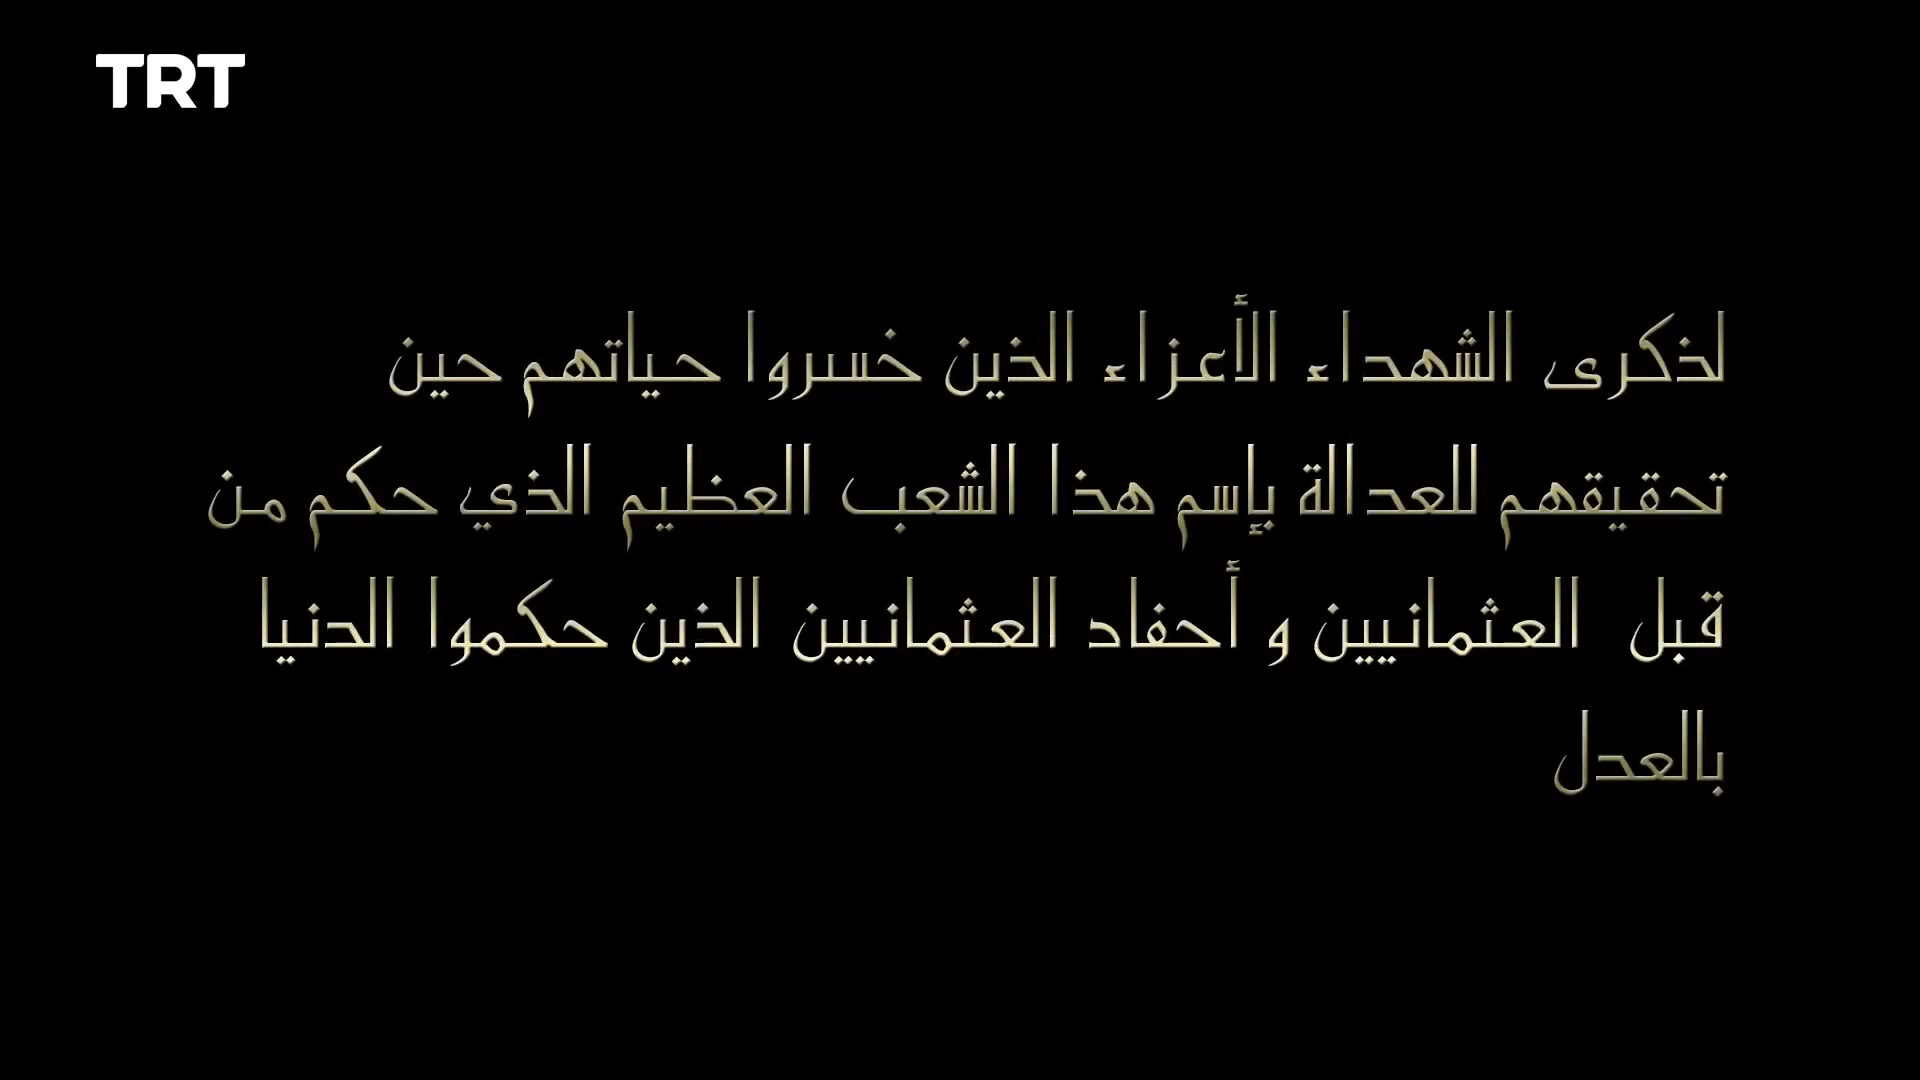 TRT
لذكرى الشهداء الأعزاء الذين خسروا حياتهم حين
تحقيقهم للعدالة بإسم هذا الشعب العظيم الذي حكم من
قبل العثمانيين و أحفاد العثمانيين الذين حكموا الدنيا
بالعدل